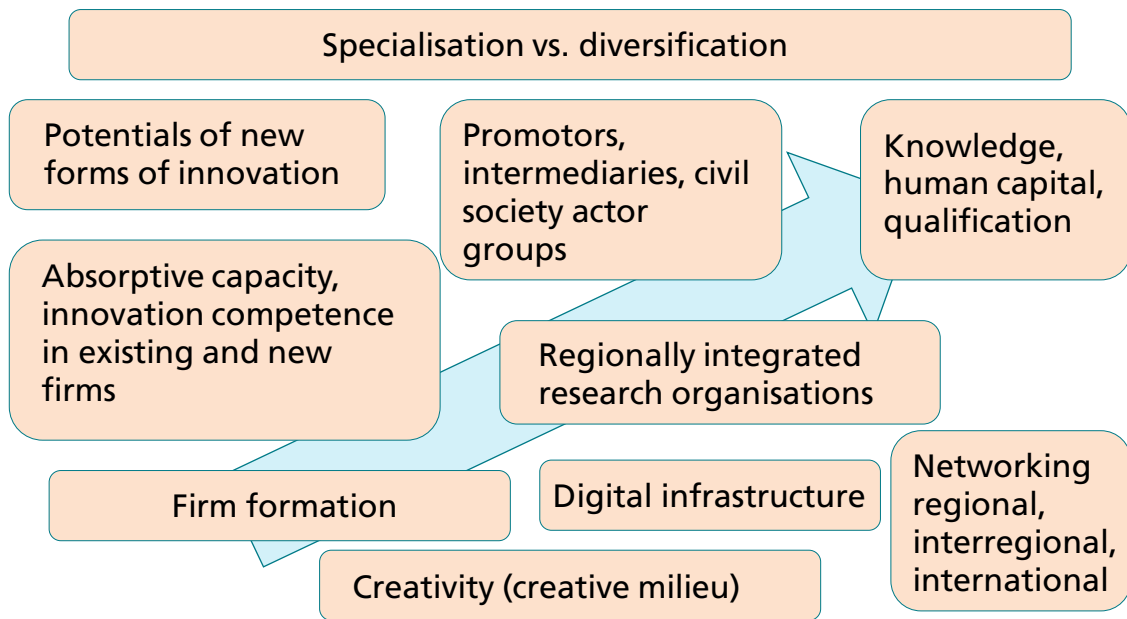 Specialisation vs. diversification
Potentials of new
forms of innovation
Promotors,
intermediaries, civil
society actor
groups
Knowledge,
human capital,
qualification
Absorptive capacity,
innovation competence
in existing and new
firms
Regionally integrated
research organisations
Firm formation
Digital infrastructure
Networking
regional,
interregional,
international
Creativity (creative milieu)